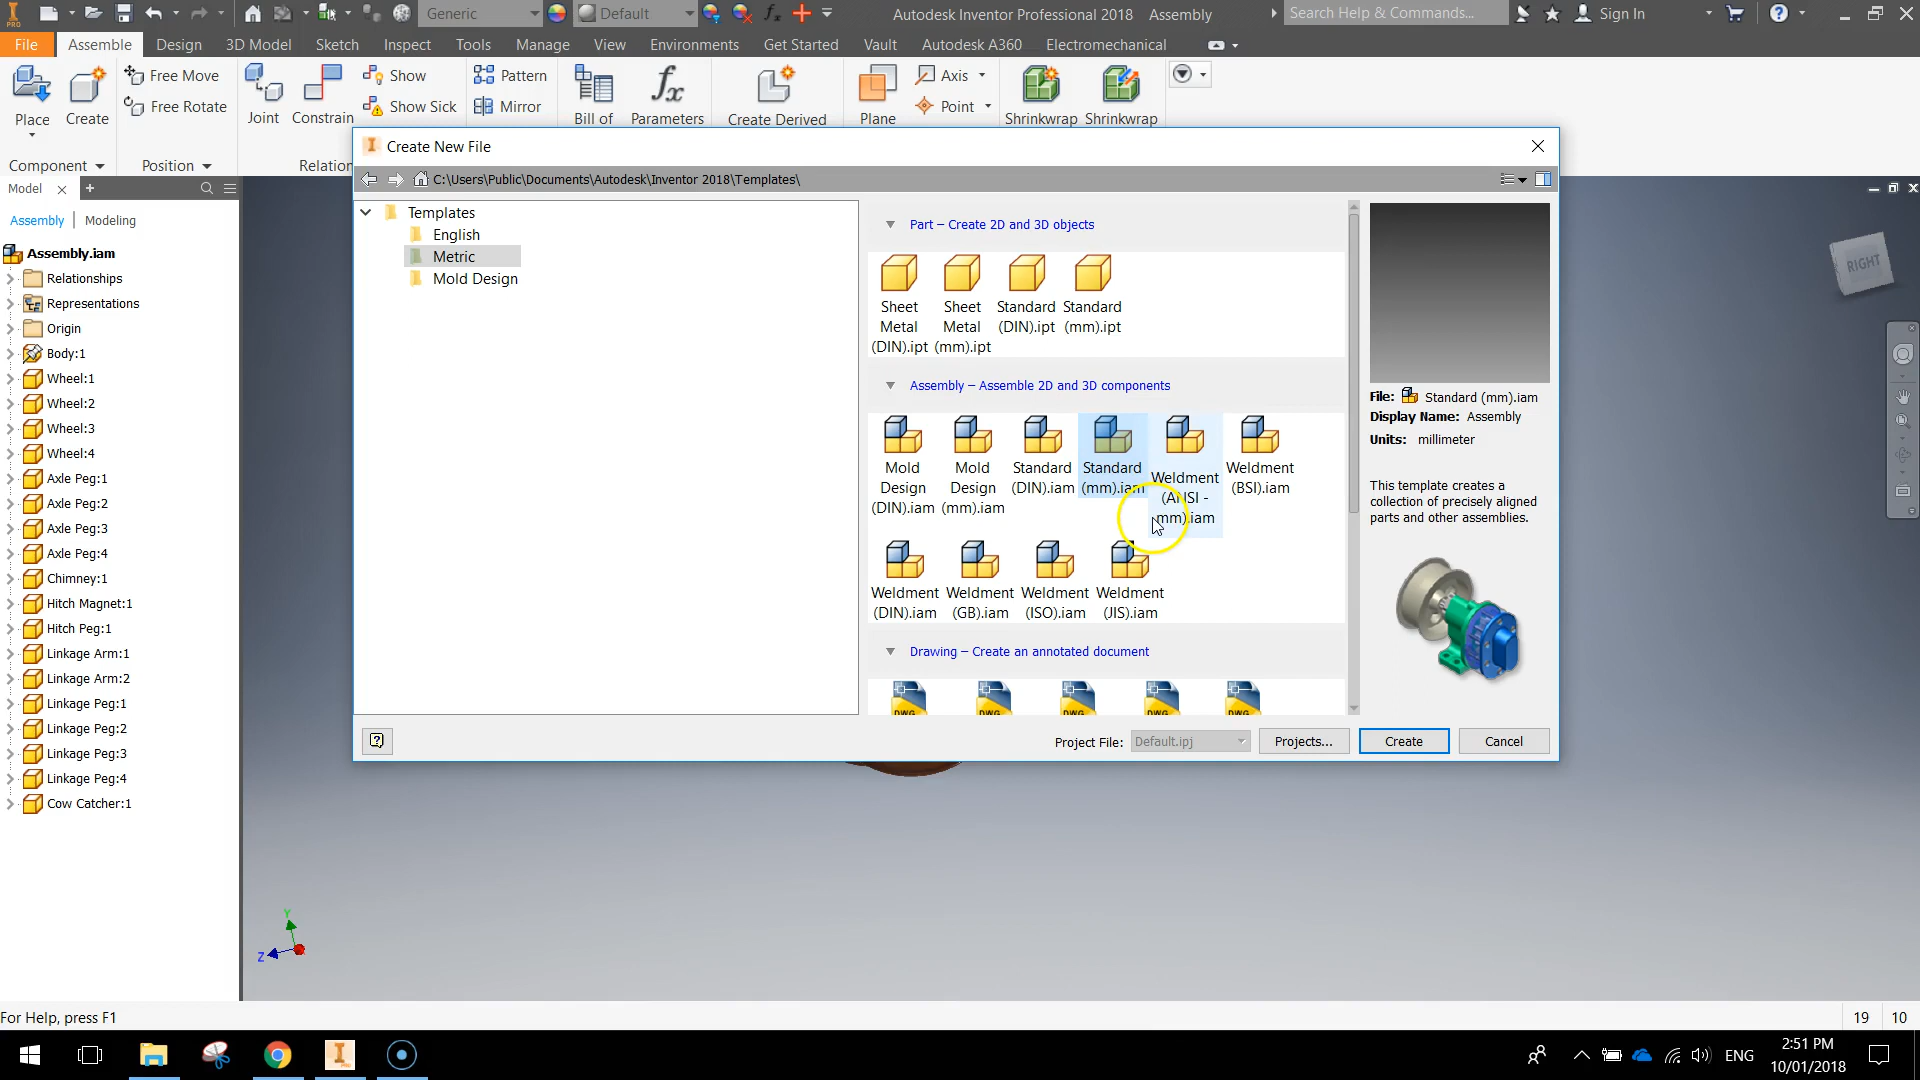 PRO
Generic
Default
Autodesk Inventor Professional 2018 Assembly
Search Help & Commands...
Sign In
File Assemble Design 3D Model Sketch Inspect Tools Manage View Environments Get Started Vault Autodesk A360 Electromechanical
Place
Create
Free Move
Free Rotate
Joint
Constrain
Show
Show Sick
Pattern
Mirror
Bill of
Parameters
Create Derived
Plane
Axis
Point
Shrinkwrap
Shrinkwrap
Component
Position
Relation
Model
Assembly | Modeling
Assembly.iam
Relationships
Representations
Origin
Body:1
Wheel:1
Wheel:2
Wheel:3
Wheel:4
Axle Peg:1
Axle Peg:2
Axle Peg:3
Axle Peg:4
Chimney:1
Hitch Magnet:1
Hitch Peg:1
Linkage Arm:1
Linkage Arm:2
Linkage Peg:1
Linkage Peg:2
Linkage Peg:3
Linkage Peg:4
Cow Catcher:1
Create New File
C:\Users\Public\Documents\Autodesk\Inventor 2018\Templates\
Templates
English
Metric
Mold Design
Part – Create 2D and 3D objects
Sheet Metal (DIN).ipt
Sheet Metal (mm).ipt
Standard (DIN).ipt
Standard (mm).ipt
Assembly – Assemble 2D and 3D components
Mold Design (DIN).iam
Mold Design (mm).iam
Standard (DIN).iam
Standard (mm).iam
Weldment (ANSI - mm).iam
Weldment (BSI).iam
Weldment (DIN).iam
Weldment (GB).iam
Weldment (ISO).iam
Weldment (JIS).iam
Drawing – Create an annotated document
DWG DWG DWG DWG DWG
File: Standard (mm).iam
Display Name: Assembly
Units: millimeter
This template creates a
collection of precisely aligned
parts and other assemblies.
Project File: Default.ipj
Projects...
Create
Cancel
RIGHT
Y
Z
For Help, press F1
19 10
ENG
2:51 PM
10/01/2018